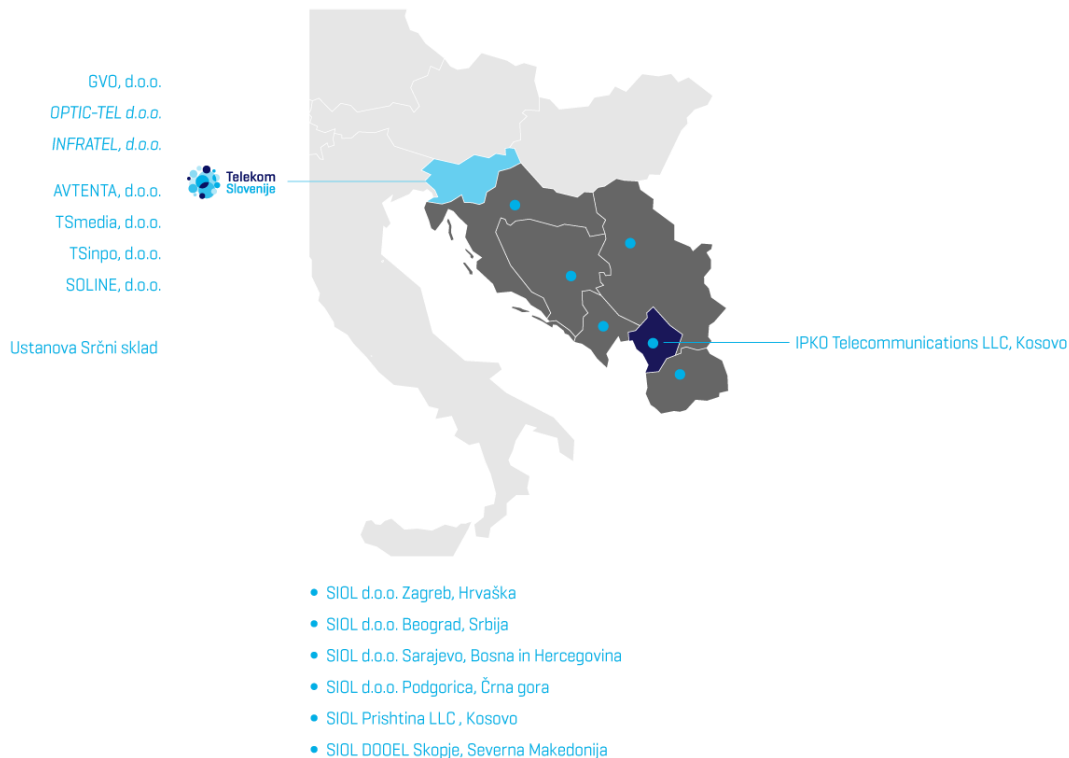 GVO, d.o.o.
OPTIC-TEL d.o.o.
INFRATEL, d.o.o.
AVTENTA, d.o.o.
TSmedia, d.o.o.
TSinpo, d.o.o.
SOLINE, d.o.o.
Ustanova Srčni sklad
Telekom
Slovenije
IPKO Telecommunications LLC, Kosovo
SIOL d.o.o. Zagreb, Hrvaška
SIOL d.o.o. Beograd, Srbija
SIOL d.o.o. Sarajevo, Bosna in Hercegovina
SIOL d.o.o. Podgorica, Črna gora
SIOL Prishtina LLC , Kosovo
SIOL DOOEL Skopje, Severna Makedonija